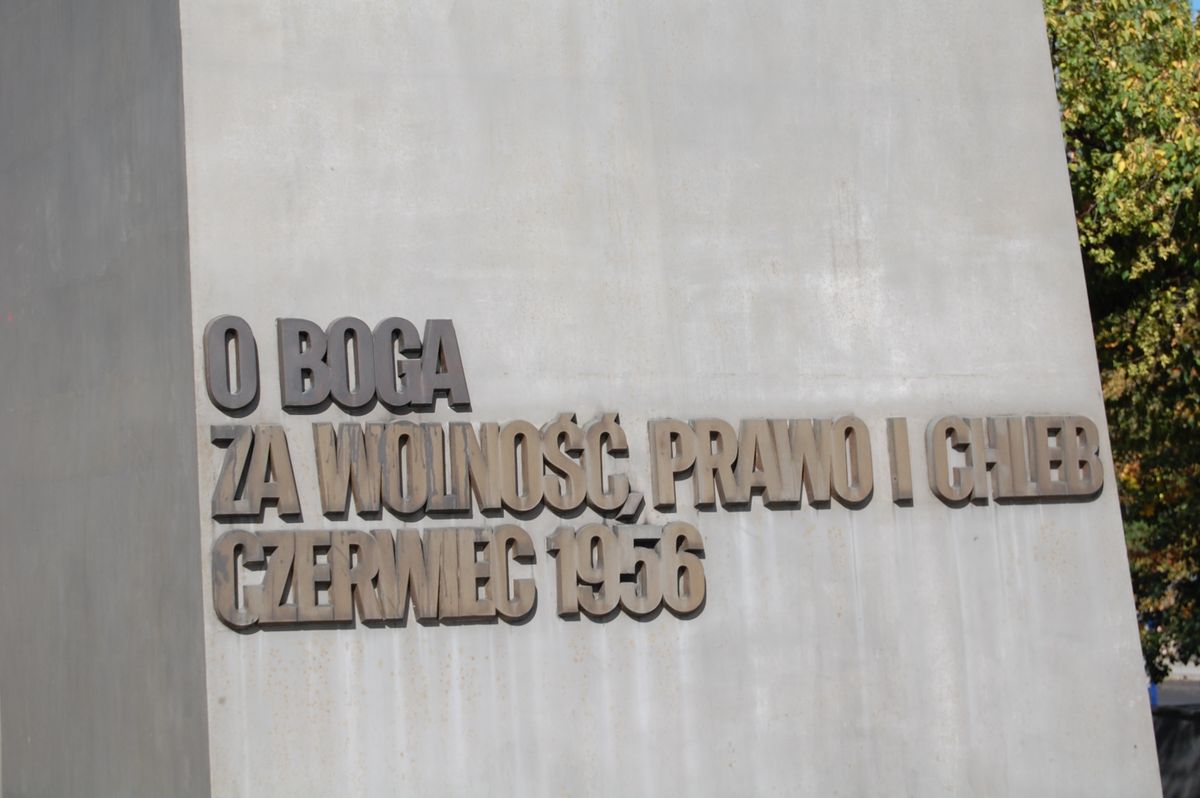 O BOGA
ZA WOLNOŚĆ, PRAWO I CHLEB
CZERWIEC 1956